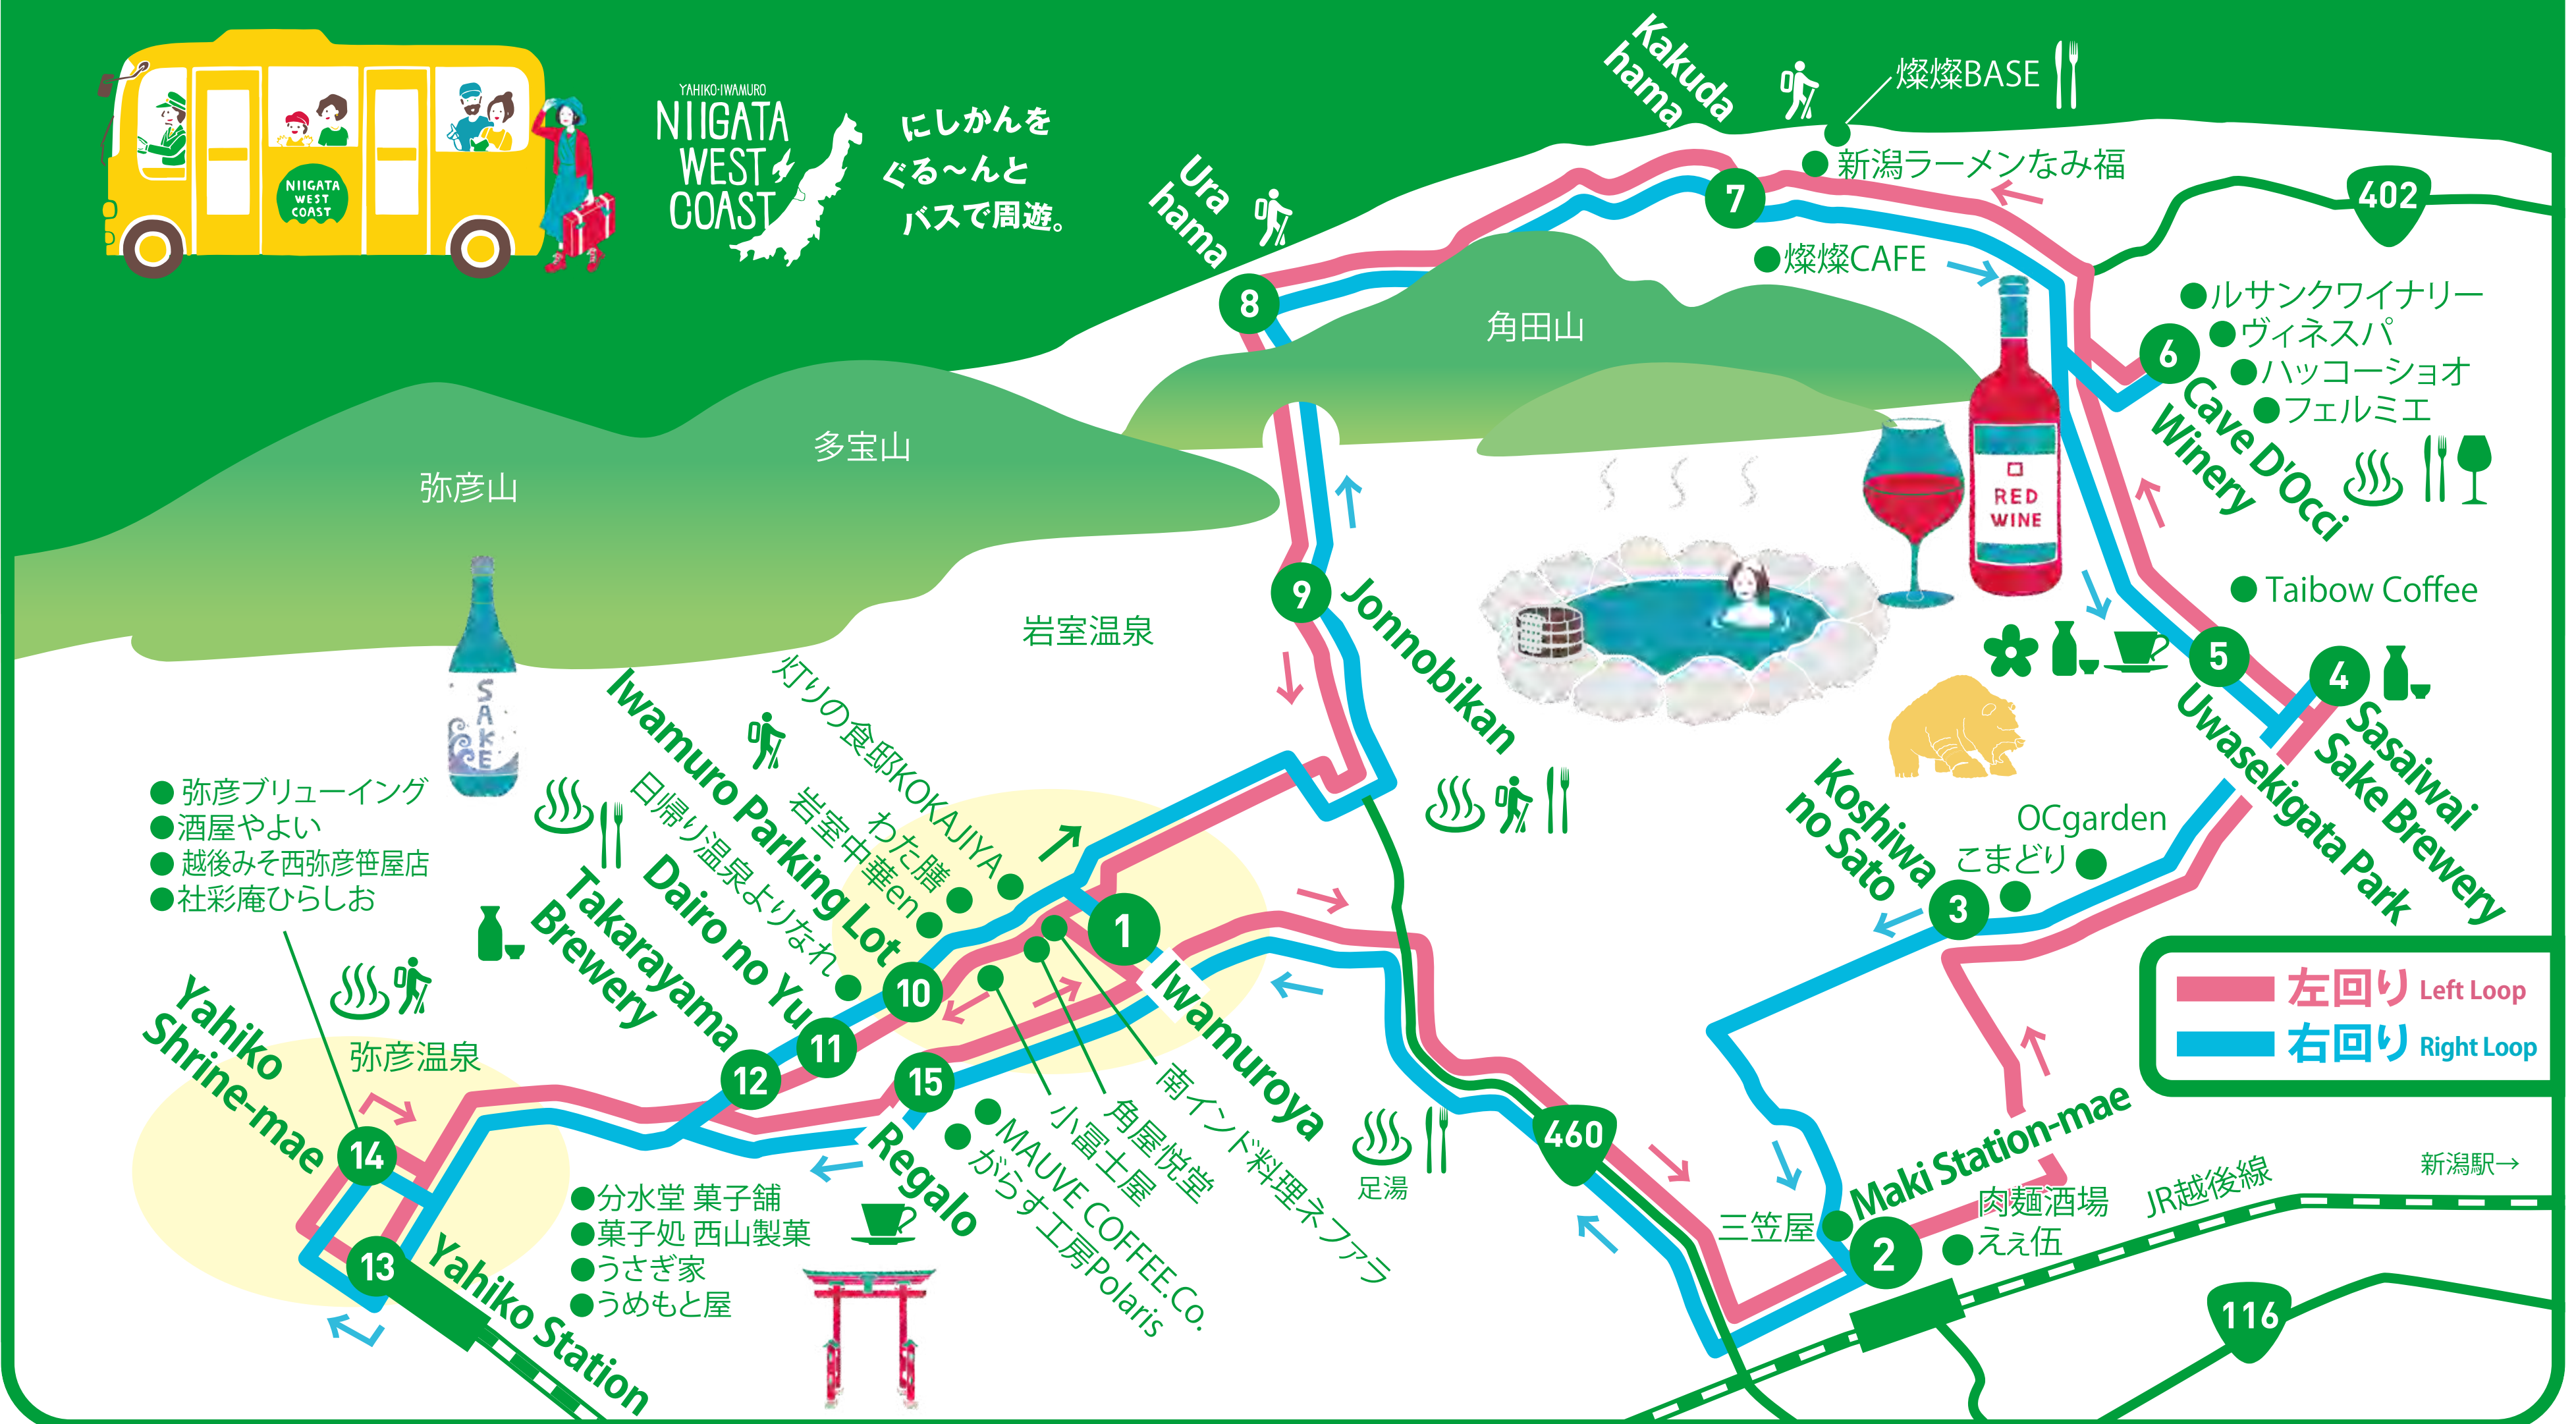 NIIGATA
WEST
COAST
YAHIKO·IWAMURO
NIIGATA
WEST
COAST
にしかんを
ぐる〜んと
バスで周遊。
Kakuda
hama
燦燦BASE
新潟ラーメンなみ福
402
Ura
hama
7
燦燦CAFE
8
角田山
ルサンクワイナリー
ヴィネスパ
ハッコーショオ
フェルミエ
6
Cave D'Occi
Winery
多宝山
弥彦山
RED
WINE
9
Jonnobikan
岩室温泉
Taibow Coffee
5
Uwasekigata Park
4
Sasaiwai
Sake Brewery
SAKE
灯りの食邸KOKAJIYA
わた膳
岩室中華en
Iwamuro Parking Lot
日帰り温泉よりなれ
Dairo no Yu
Takarayama
Brewery
弥彦ブリューイング
酒屋やよい
越後みそ西弥彦笹屋店
社彩庵ひらしお
Koshiwa
no Sato
OCgarden
こまどり
3
1
Iwamuroya
10
11
12
15
Regalo
左回り Left Loop
右回り Right Loop
Yahiko
Shrine-mae
弥彦温泉
14
13
Yahiko Station
分水堂 菓子舗
菓子処 西山製菓
うさぎ家
うめもと屋
MAUVE COFFEE.Co.
がらす工房Polaris
小富士屋
角屋悦堂
南インド料理ネファラ
足湯
460
Maki Station-mae
三笠屋
2
肉麺酒場
えぇ伍
JR越後線
新潟駅→
116